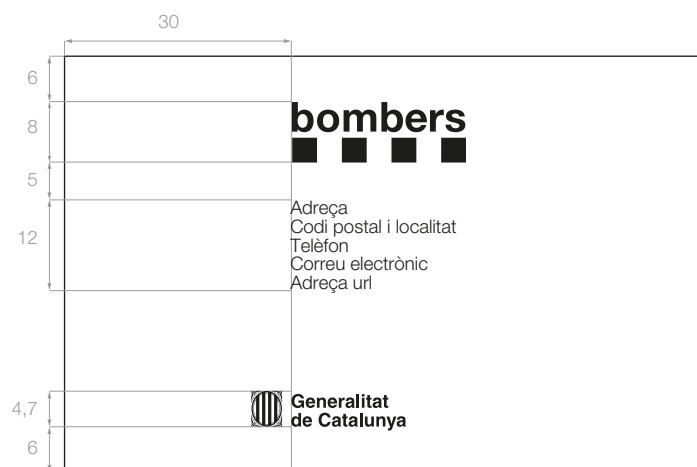 30
6
bombers
8
5
Adreça
Codi postal i localitat
12
Telèfon
Correu electrònic
Adreça url
4,7
Generalitat
de Catalunya
6